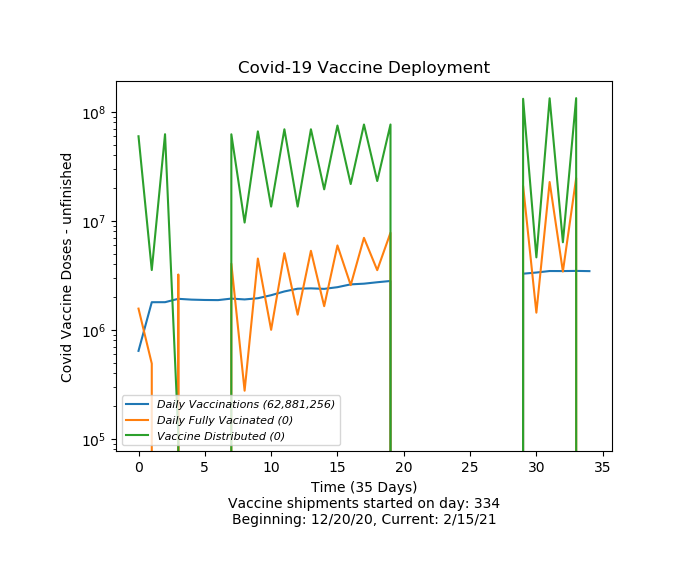 Covid-19 Vaccine Deployment
Covid Vaccine Doses - unfinished
10⁸
10⁷
10⁶
10⁵
Daily Vaccinations (62,881,256)
Daily Fully Vacinated (0)
Vaccine Distributed (0)
0 5 10 15 20 25 30 35
Time (35 Days)
Vaccine shipments started on day: 334
Beginning: 12/20/20, Current: 2/15/21